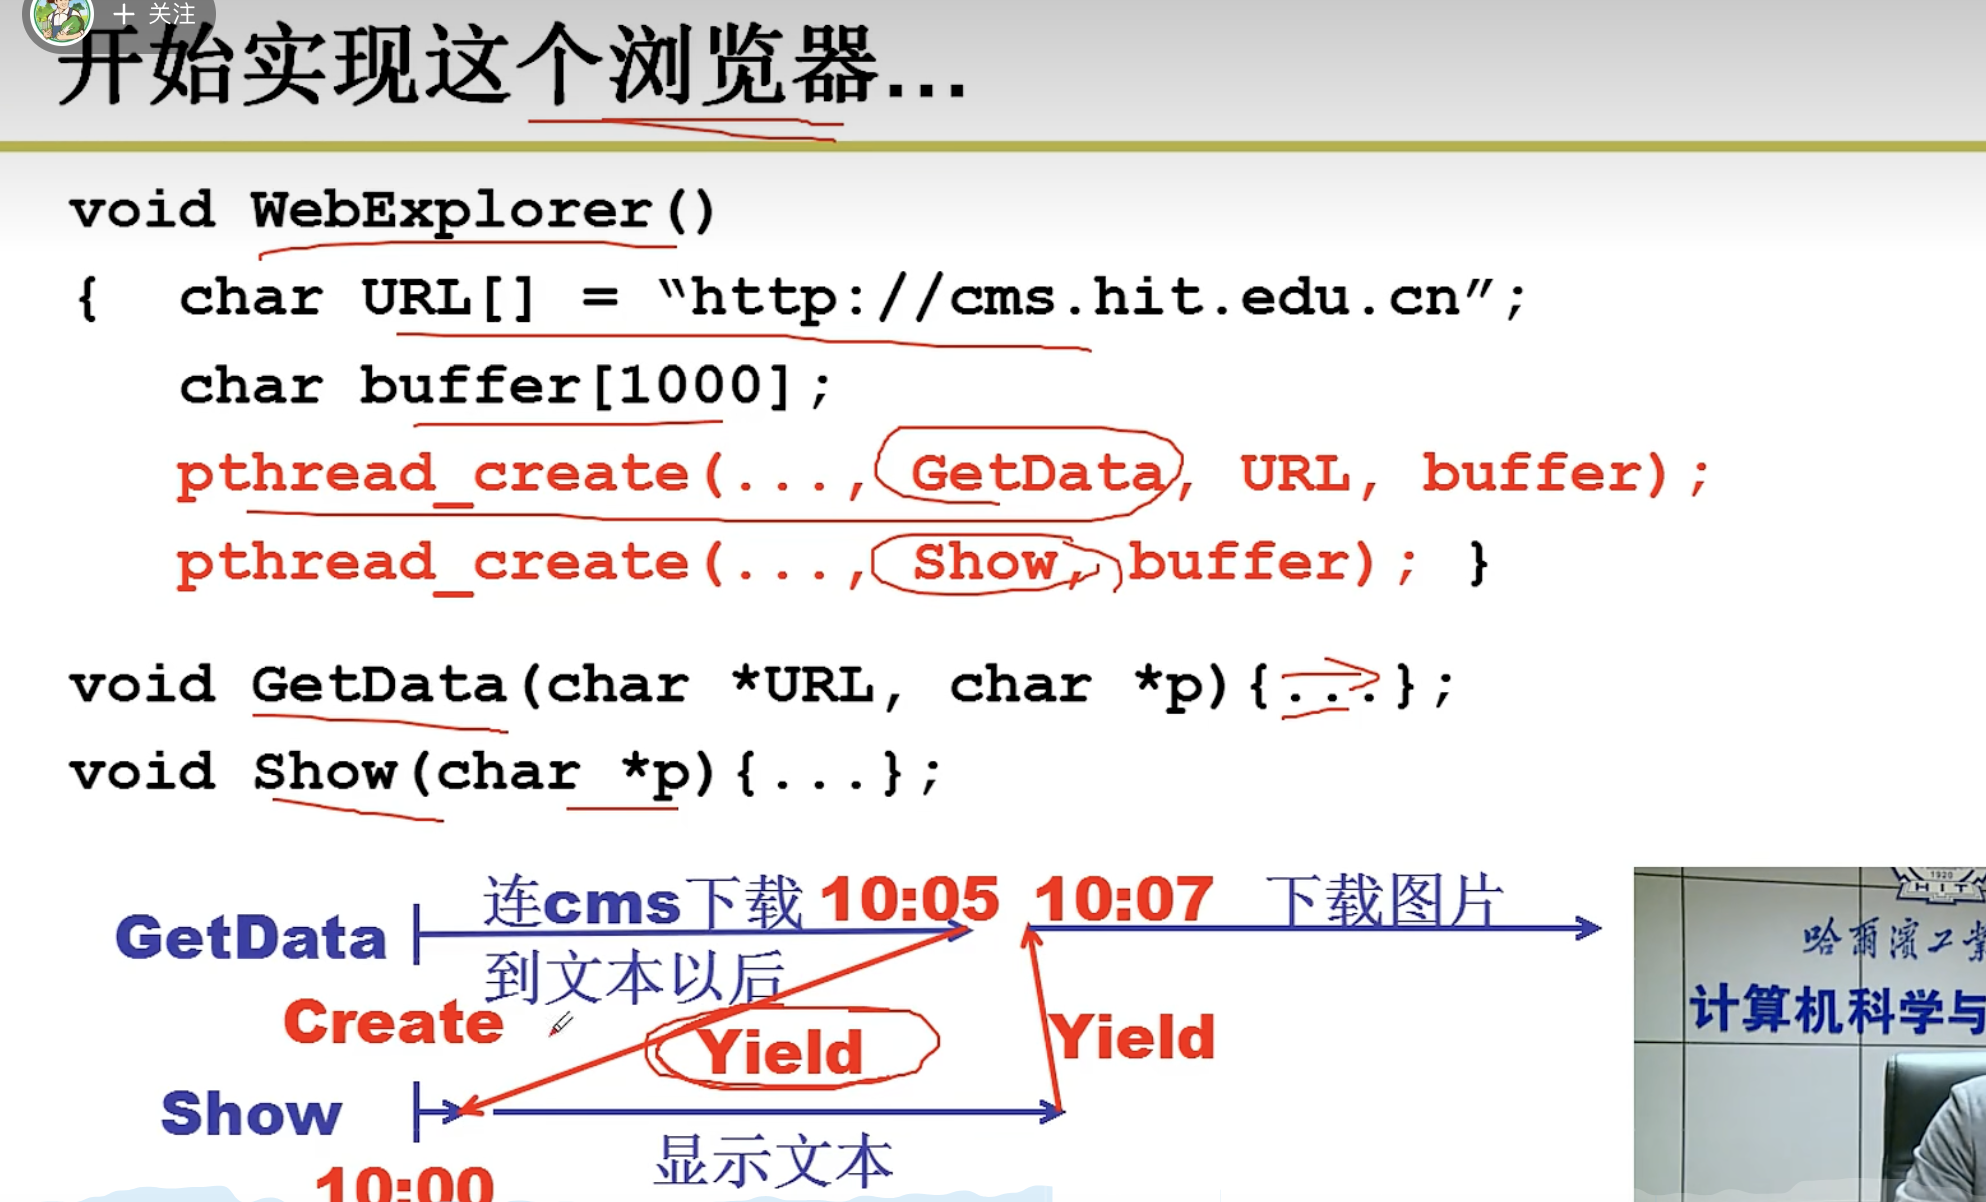 + 关注
开始实现这个浏览器...
void WebExplorer()
{ char URL[] = “http://cms.hit.edu.cn”;
char buffer[1000];
pthread_create(..., GetData, URL, buffer);
pthread_create(..., Show, buffer); }
void GetData(char *URL, char *p){...};
void Show(char *p){...};
连cms下载 10:05 10:07 下载图片
GetData
到文本以后
Create
Yield Yield
Show
显示文本
10:00
1920
HIT
哈爾濱工業
计算机科学与